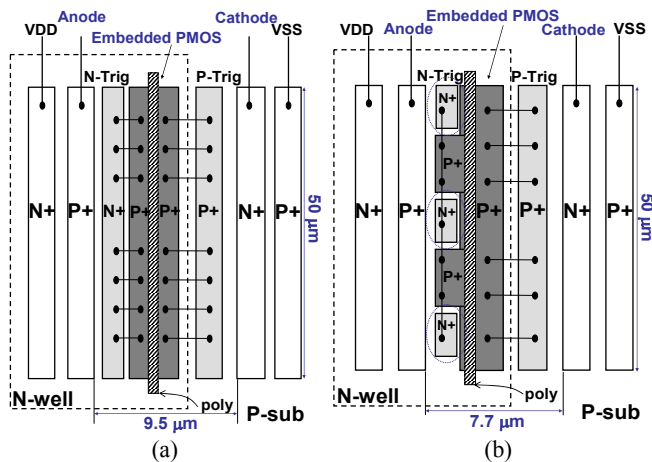 Anode
Cathode
VDD
Embedded PMOS
VSS
N-Trig
P-Trig
N+
P+
N+
P+
P+
P+
N+
P+
50 μm
N-well
poly
P-sub
9.5 μm
(a)
Embedded PMOS
VDD
Anode
Cathode
VSS
N-Trig
P-Trig
N+
P+
N+
P+
N+
P+
N+
P+
P+
N+
P+
50 μm
N-well
poly
P-sub
7.7 μm
(b)